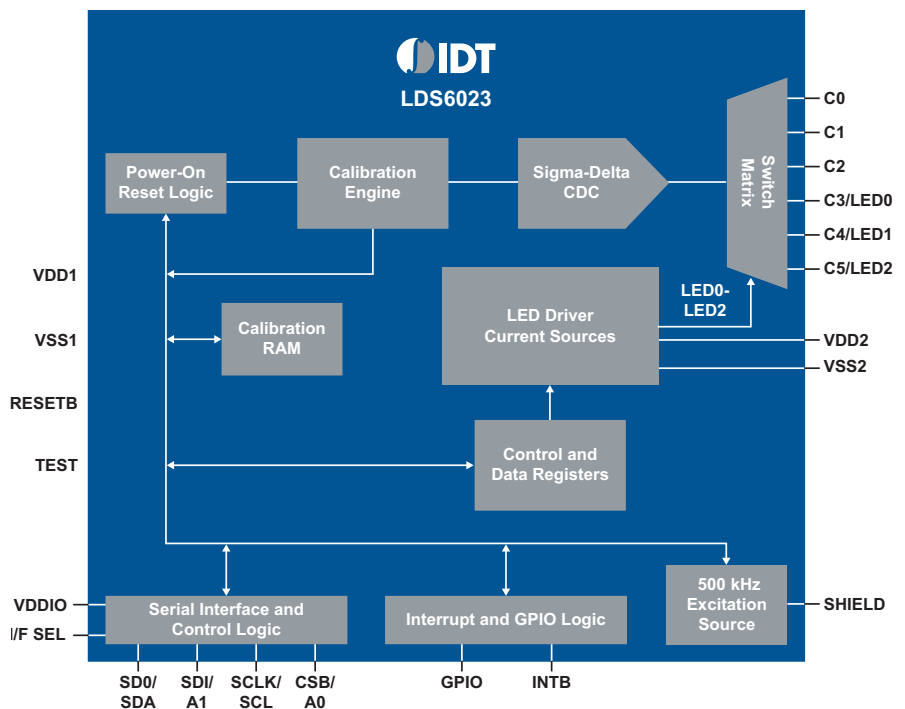 IDT
LDS6023
C0
C1
C2
C3/LED0
C4/LED1
C5/LED2
Switch
Matrix
Power-On
Reset Logic
Calibration
Engine
Sigma-Delta
CDC
VDD1
VSS1
RESETB
TEST
Calibration
RAM
LED Driver
Current Sources
LED0-
LED2
VDD2
VSS2
Control and
Data Registers
VDDIO
I/F SEL
Serial Interface and
Control Logic
Interrupt and GPIO Logic
500 kHz
Excitation
Source
SHIELD
SD0/
SDA
SDI/
A1
SCLK/
SCL
CSB/
A0
GPIO
INTB